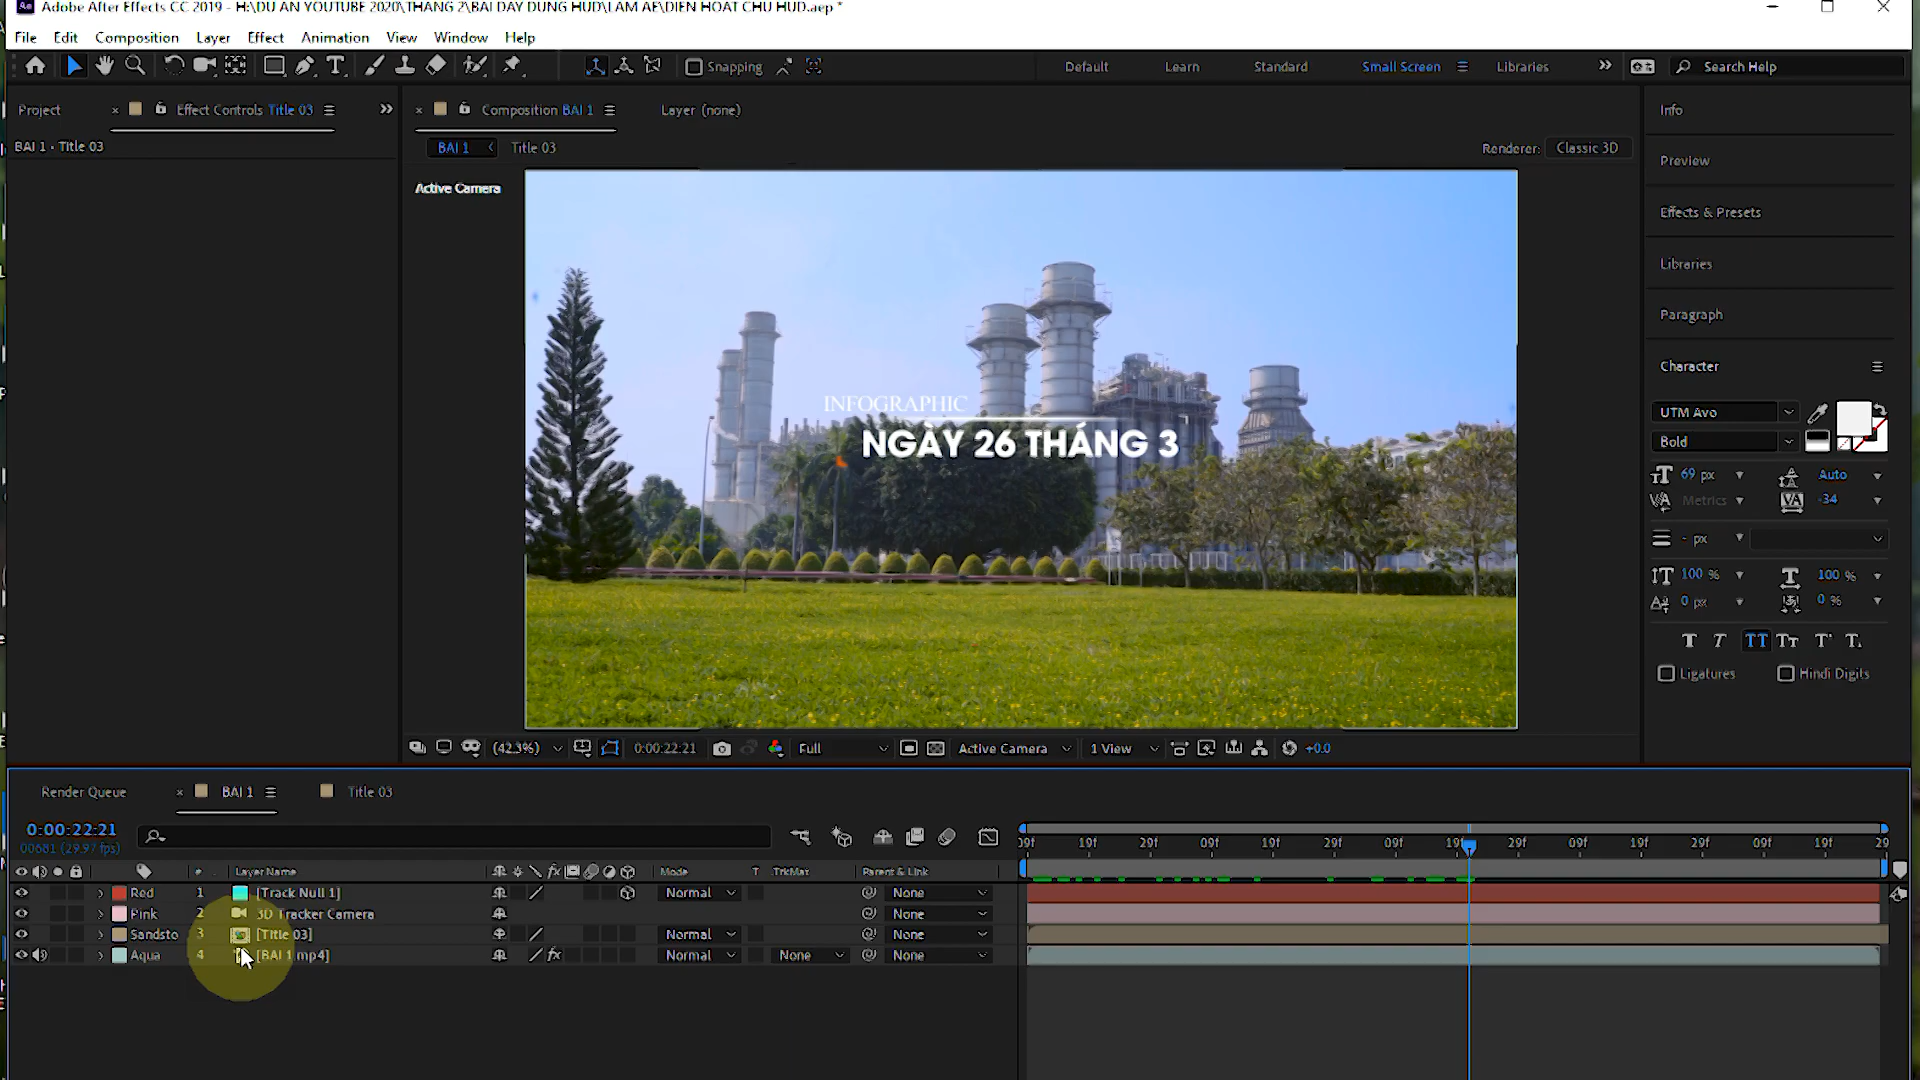 Adobe After Effects CC 2019 - H:\DU AN YOUTUBE 2020\THANG 2\BAI DAY DUNG HUD\LAM AE\DIEN HOAT CHU HUD.aep *
File Edit Composition Layer Effect Animation View Window Help
Snapping Default Learn Standard Small Screen Libraries Search Help
Project Effect Controls Title 03 Composition BAI 1 Layer (none) Info
BAI 1 • Title 03
BAI 1 Title 03 Renderer: Classic 3D
Preview
Active Camera
Effects & Presets
Libraries
Paragraph
Character
INFOGRAPHIC
NGÀY 26 THÁNG 3
UTM Avo
Bold
69 px Auto
Metrics -34
- px
100 % 100 %
0 px 0 %
Ligatures Hindi Digits
(42.3%) 0:00:22:21 Full Active Camera 1 View +0.0
Render Queue BAI 1 Title 03
0:00:22:21
00681 (29.97 fps)
09f 19f 29f 09f 19f 29f 09f 19f 29f 09f 19f 29f 09f 19f 29
# Layer Name Mode T TrkMat Parent & Link
Red 1 [Track Null 1] Normal None
Pink 2 3D Tracker Camera None
Sandsto 3 [Title 03] Normal None
Aqua 4 [BAI 1.mp4] Normal None None